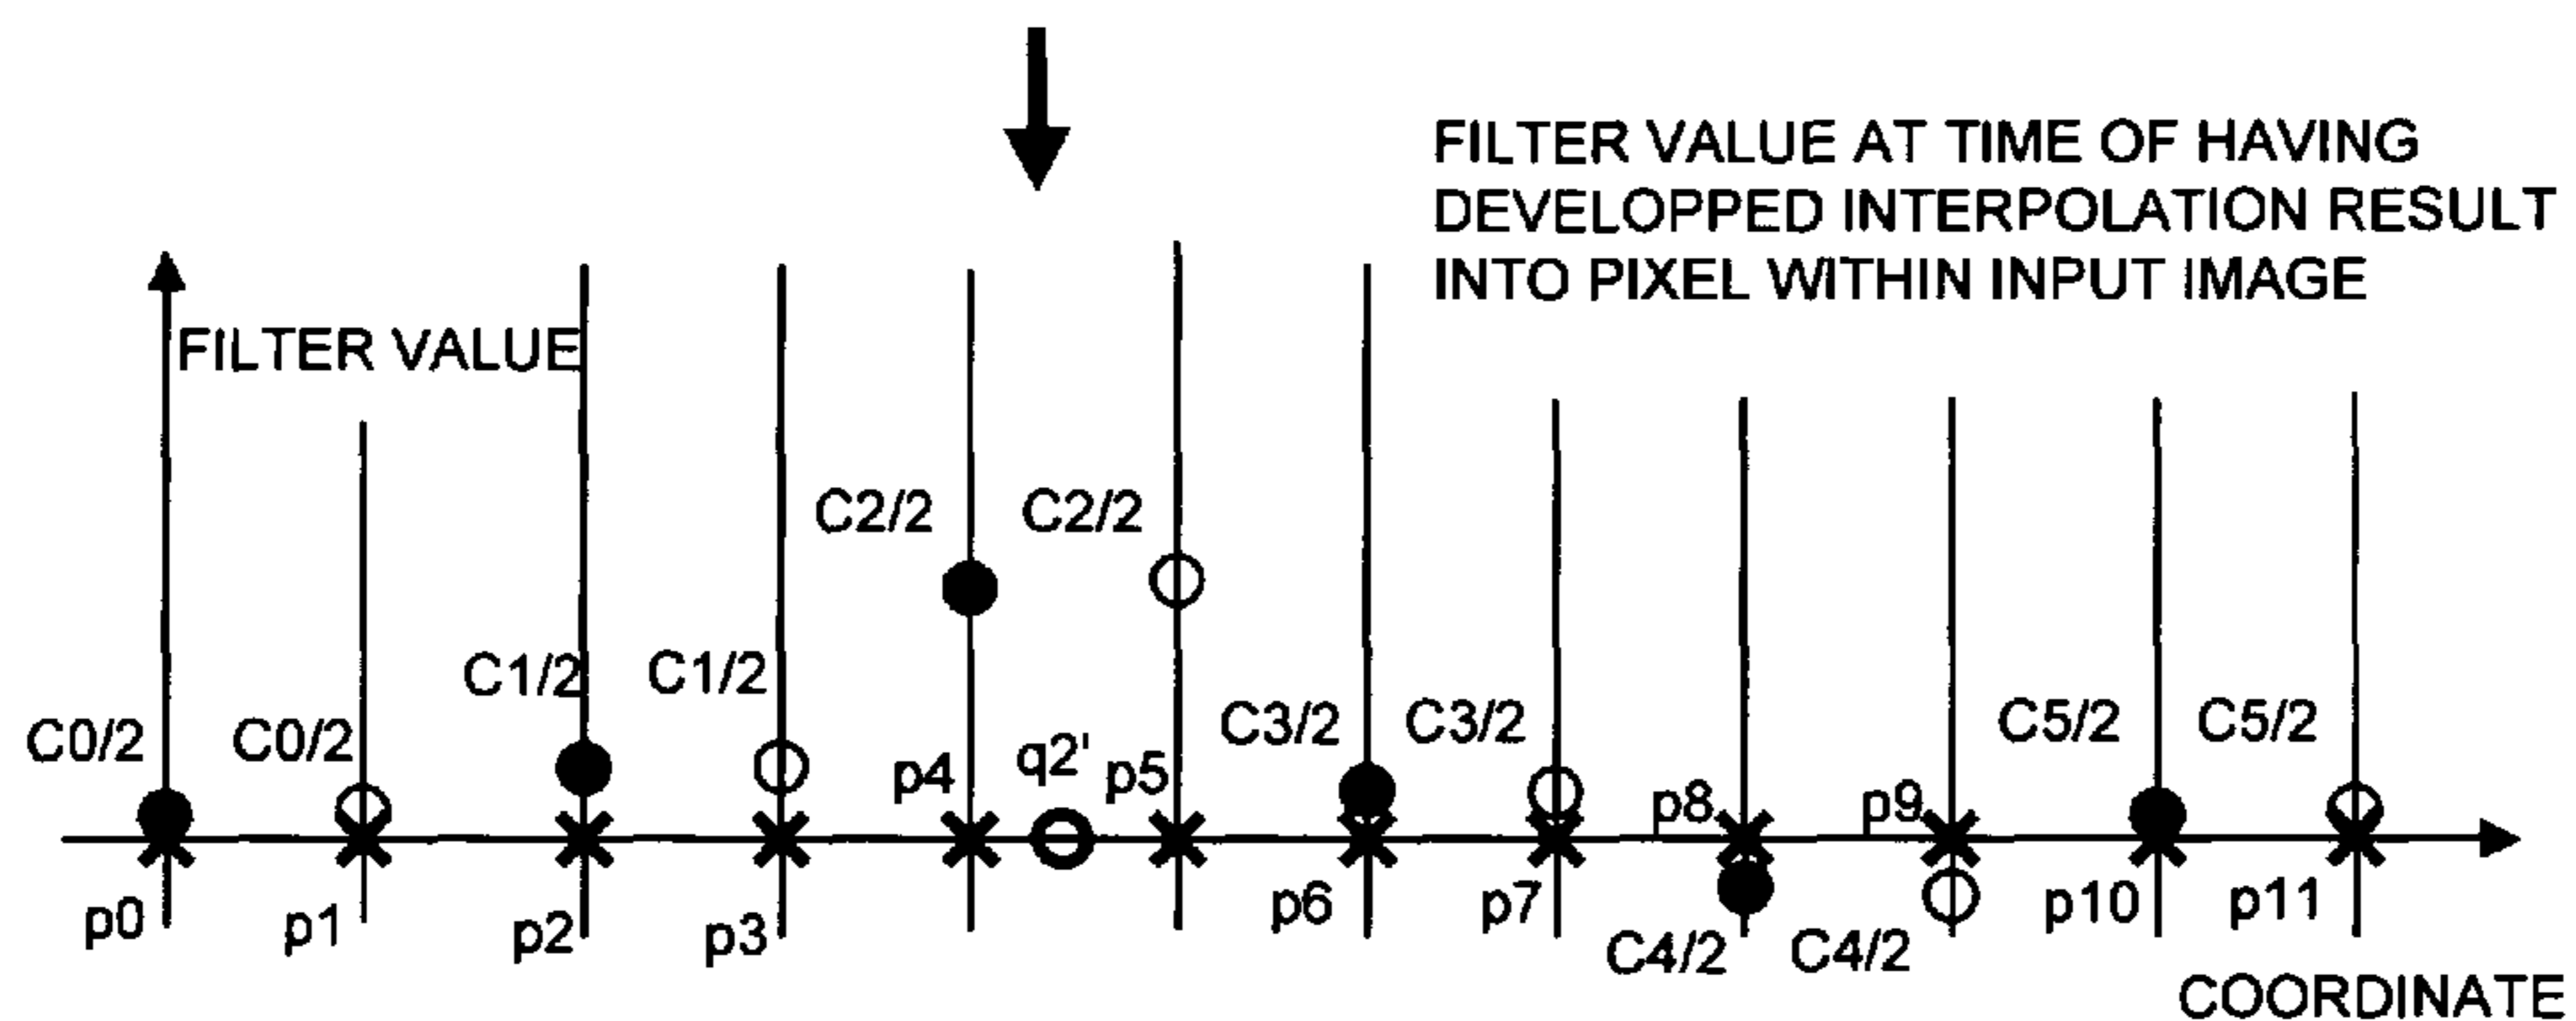 FILTER VALUE AT TIME OF HAVING
DEVELOPPED INTERPOLATION RESULT
INTO PIXEL WITHIN INPUT IMAGE
FILTER VALUE
C2/2 C2/2
C1/2 C1/2
C0/2 C0/2 C3/2 C3/2 C5/2 C5/2
p4 q2' p5 p8 p9
p0 p1 p2 p3 p6 p7 p10 p11
C4/2 C4/2
COORDINATE